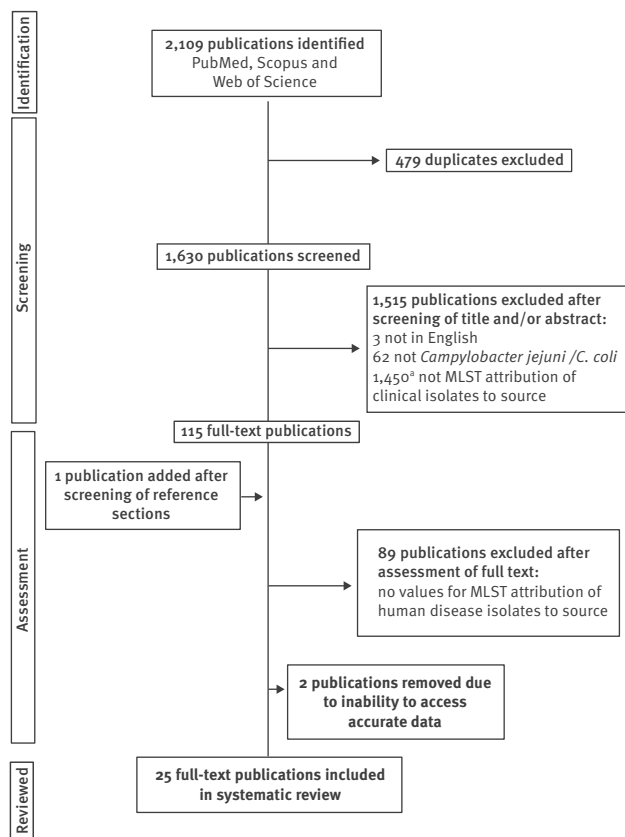 Identification
2,109 publications identified
PubMed, Scopus and
Web of Science
Screening
479 duplicates excluded
1,630 publications screened
1,515 publications excluded after
screening of title and/or abstract:
3 not in English
62 not Campylobacter jejuni /C. coli
1,450ª not MLST attribution of
clinical isolates to source
115 full-text publications
Assessment
1 publication added after
screening of reference
sections
89 publications excluded after
assessment of full text:
no values for MLST attribution of
human disease isolates to source
2 publications removed due
to inability to access
accurate data
Reviewed
25 full-text publications included
in systematic review